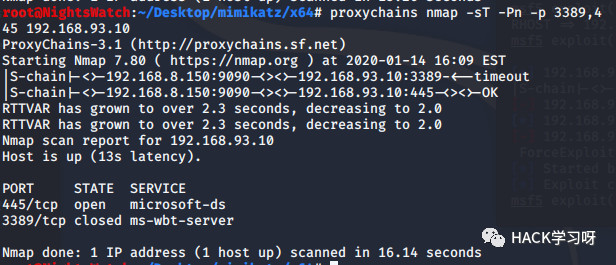 root@NightsWatch:~/Desktop/mimikatz/x64# proxychains nmap -sT -Pn -p 3389,4
45 192.168.93.10
ProxyChains-3.1 (http://proxychains.sf.net)
Starting Nmap 7.80 ( https://nmap.org ) at 2020-01-14 16:09 EST
|S-chain|-<>-192.168.8.150:9090-<><>-192.168.93.10:3389-<--timeout
|S-chain|-<>-192.168.8.150:9090-<><>-192.168.93.10:445-<><>-OK
RTTVAR has grown to over 2.3 seconds, decreasing to 2.0
RTTVAR has grown to over 2.3 seconds, decreasing to 2.0
Nmap scan report for 192.168.93.10
Host is up (13s latency).
PORT STATE SERVICE
445/tcp open microsoft-ds
3389/tcp closed ms-wbt-server
Nmap done: 1 IP address (1 host up) scanned in 16.14 seconds
HACK学习呀